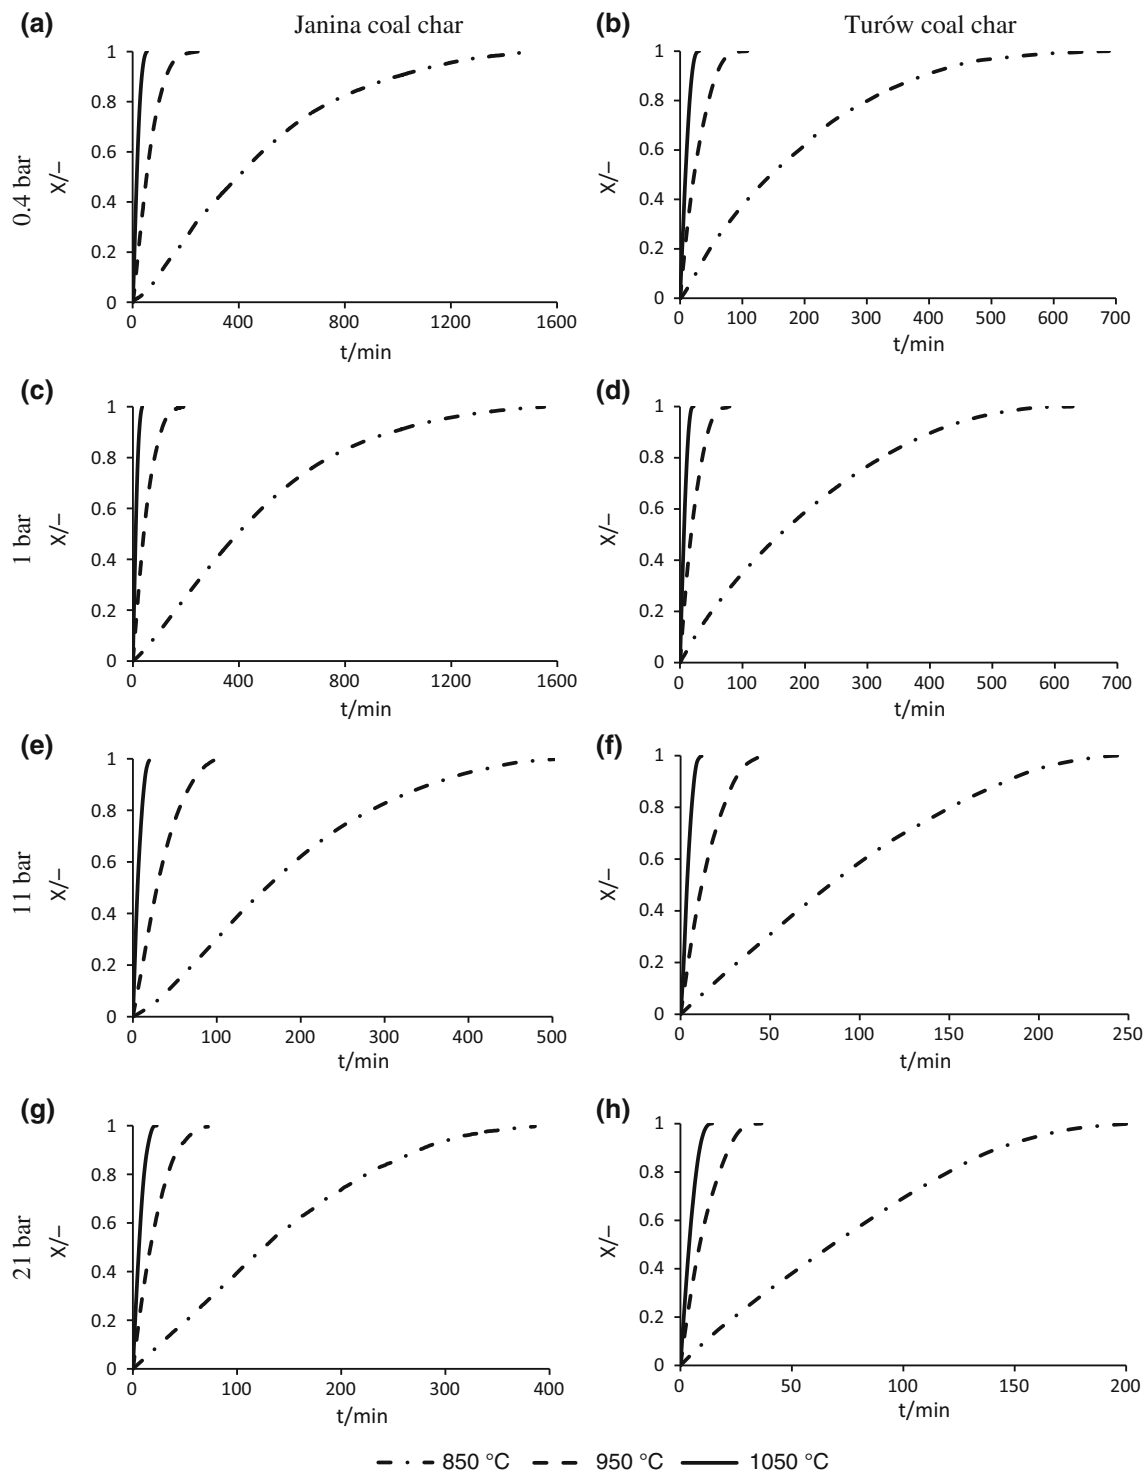 (a) Janina coal char
(b) Turów coal char
0.4 bar
X/–
1
0.8
0.6
0.4
0.2
0
0 400 800 1200 1600
t/min
X/–
1
0.8
0.6
0.4
0.2
0
0 100 200 300 400 500 600 700
t/min
(c)
1 bar
X/–
1
0.8
0.6
0.4
0.2
0
0 400 800 1200 1600
t/min
(d)
X/–
1
0.8
0.6
0.4
0.2
0
0 100 200 300 400 500 600 700
t/min
(e)
11 bar
X/–
1
0.8
0.6
0.4
0.2
0
0 100 200 300 400 500
t/min
(f)
X/–
1
0.8
0.6
0.4
0.2
0
0 50 100 150 200 250
t/min
(g)
21 bar
X/–
1
0.8
0.6
0.4
0.2
0
0 100 200 300 400
t/min
(h)
X/–
1
0.8
0.6
0.4
0.2
0
0 50 100 150 200
t/min
850 °C 950 °C 1050 °C